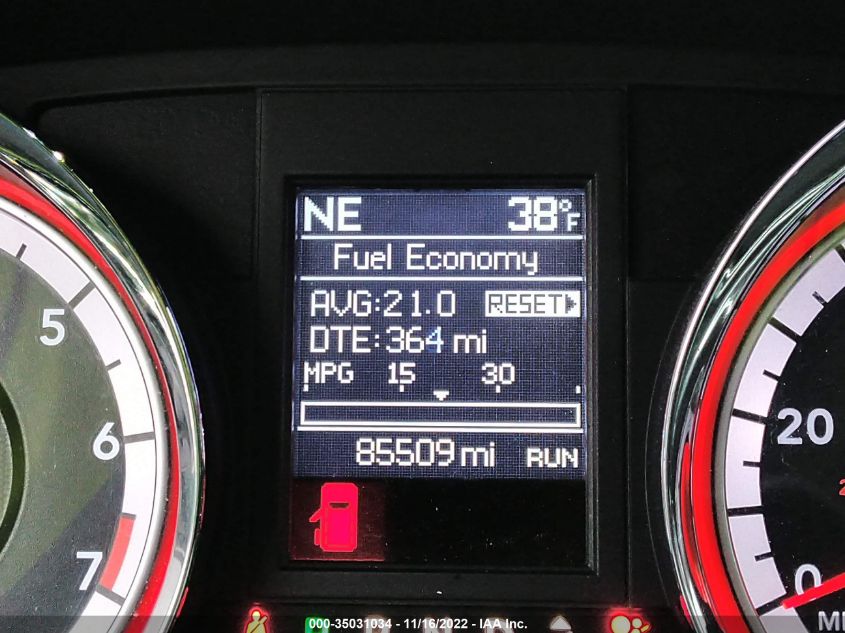 NE 38°F
Fuel Economy
AVG:21.0 RESET
DTE:364 mi
MPG 15 30
85509 mi RUN
5
6
7
20
0
000-35031034 - 11/16/2022 - IAA Inc.